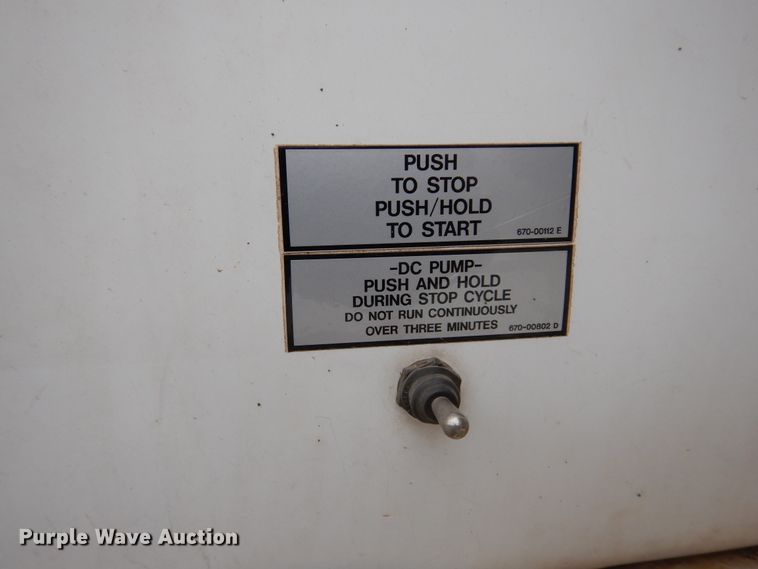 PUSH
TO STOP
PUSH/HOLD
TO START
670-00112 E
-DC PUMP-
PUSH AND HOLD
DURING STOP CYCLE
DO NOT RUN CONTINUOUSLY
OVER THREE MINUTES 670-00802 D
Purple Wave Auction®